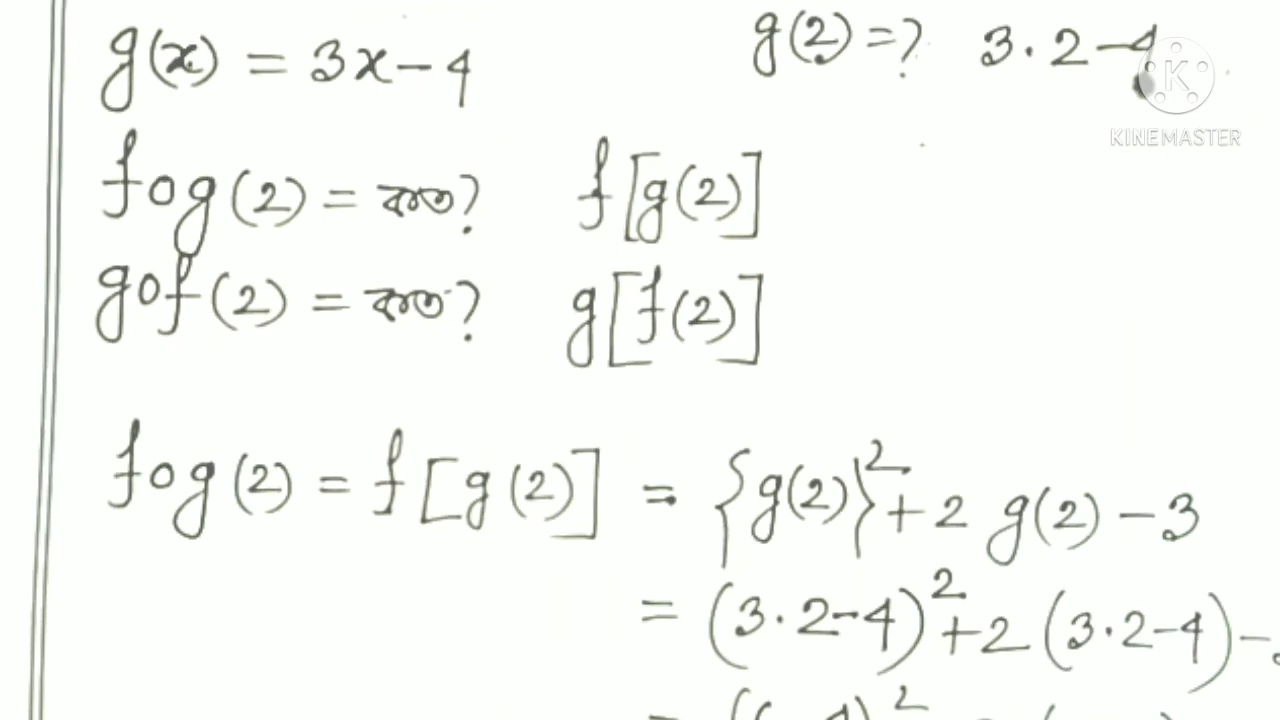 g(x) = 3x - 4
g(2) = ? 3·2-4
KINEMASTER
fog(2) = কত? f[g(2)]
gof(2) = কত? g[f(2)]
fog(2) = f[g(2)] = {g(2)}² + 2 g(2) - 3
= (3·2-4)² + 2(3·2-4) -